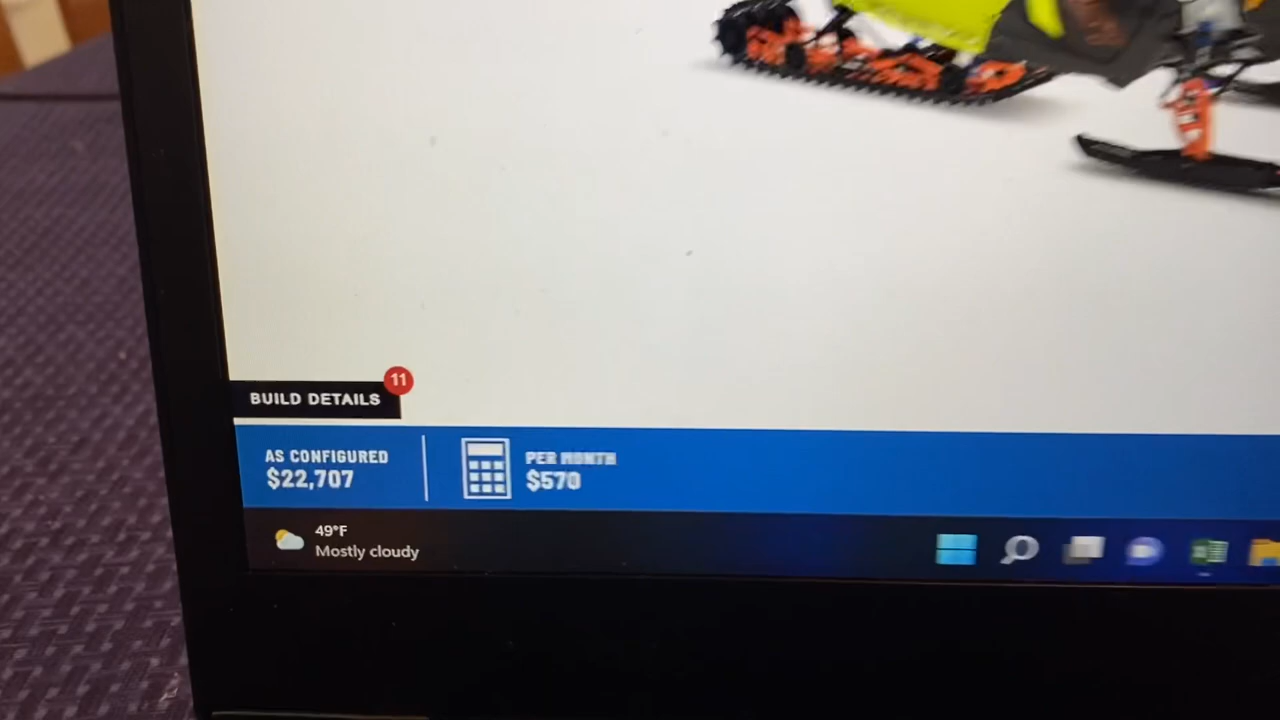 11
BUILD DETAILS
AS CONFIGURED
$22,707
PER MONTH
$570
49°F
Mostly cloudy